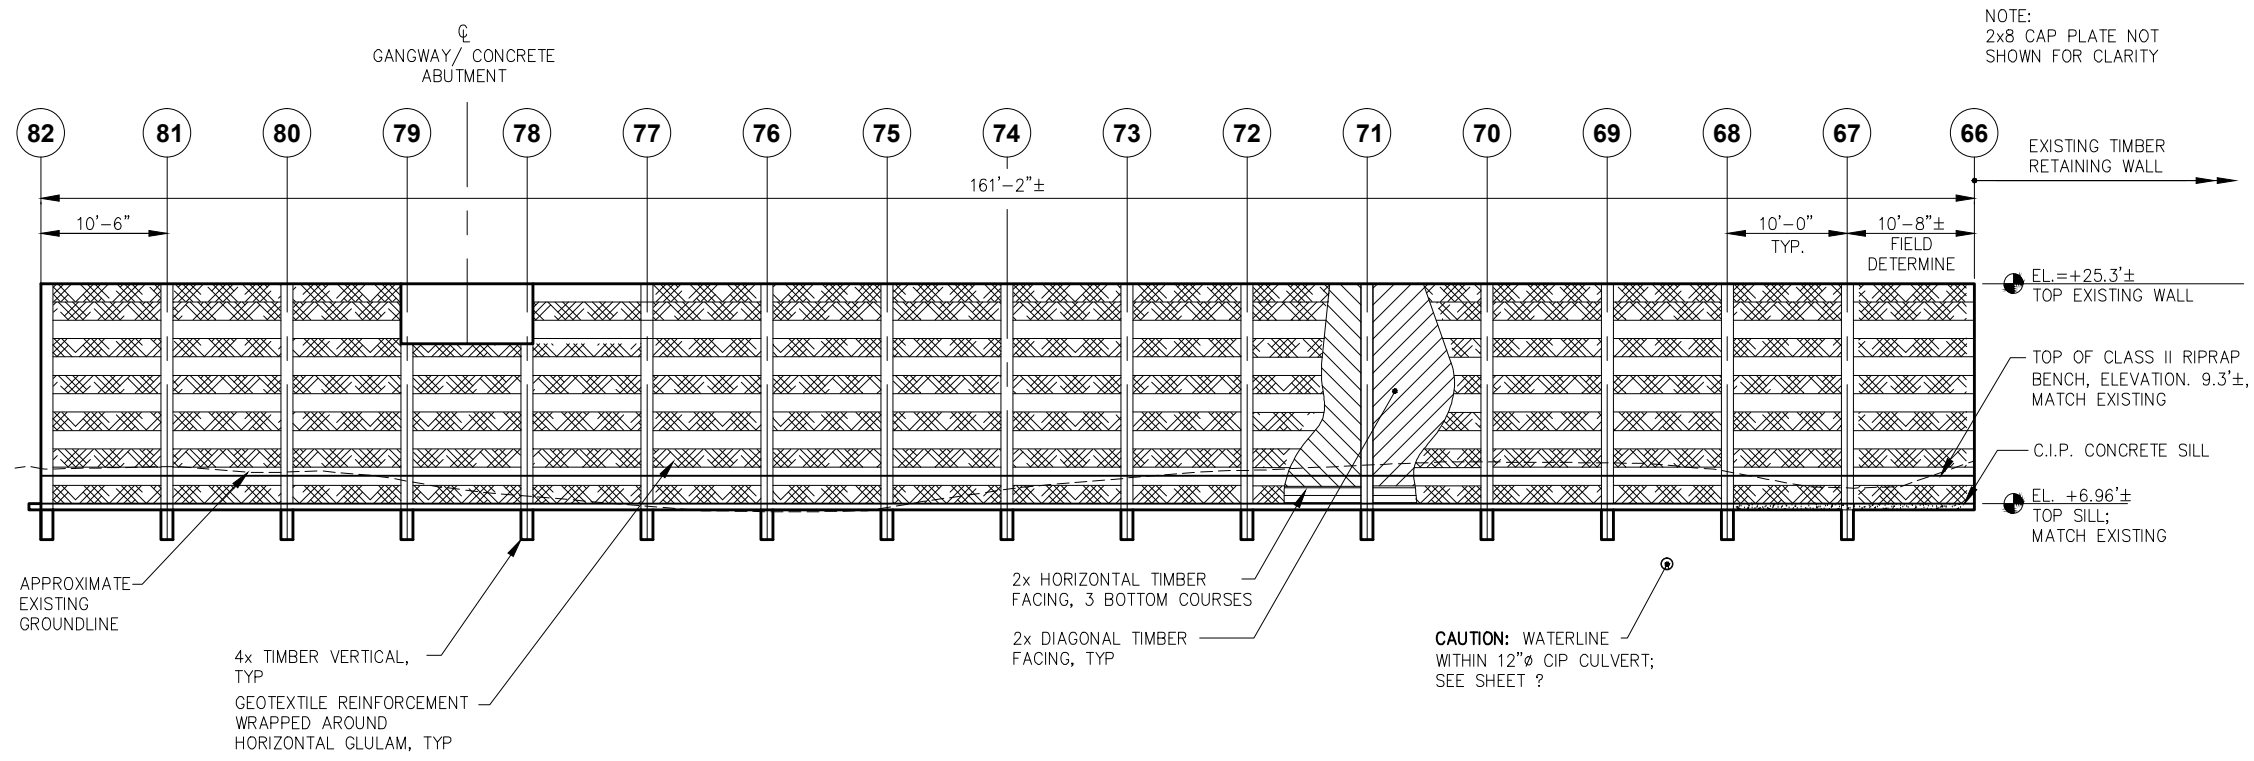 NOTE:
2x8 CAP PLATE NOT
SHOWN FOR CLARITY
℄
GANGWAY/ CONCRETE
ABUTMENT
82 81 80 79 78 77 76 75 74 73 72 71 70 69 68 67 66
EXISTING TIMBER
RETAINING WALL
161'-2"±
10'-6"
10'-0"
TYP.
10'-8"±
FIELD
DETERMINE
EL.=+25.3'±
TOP EXISTING WALL
TOP OF CLASS II RIPRAP
BENCH, ELEVATION. 9.3'±,
MATCH EXISTING
C.I.P. CONCRETE SILL
EL. +6.96'±
TOP SILL;
MATCH EXISTING
APPROXIMATE
EXISTING
GROUNDLINE
4x TIMBER VERTICAL,
TYP
GEOTEXTILE REINFORCEMENT
WRAPPED AROUND
HORIZONTAL GLULAM, TYP
2x HORIZONTAL TIMBER
FACING, 3 BOTTOM COURSES
2x DIAGONAL TIMBER
FACING, TYP
CAUTION: WATERLINE
WITHIN 12"ø CIP CULVERT;
SEE SHEET ?